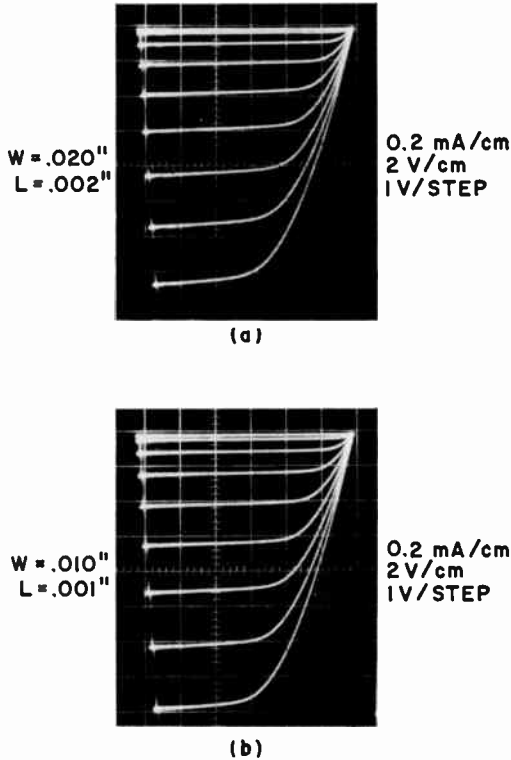 W = .020"
L = .002"
0.2 mA/cm
2 V/cm
1V/STEP
(a)
W = .010"
L = .001"
0.2 mA/cm
2 V/cm
1V/STEP
(b)